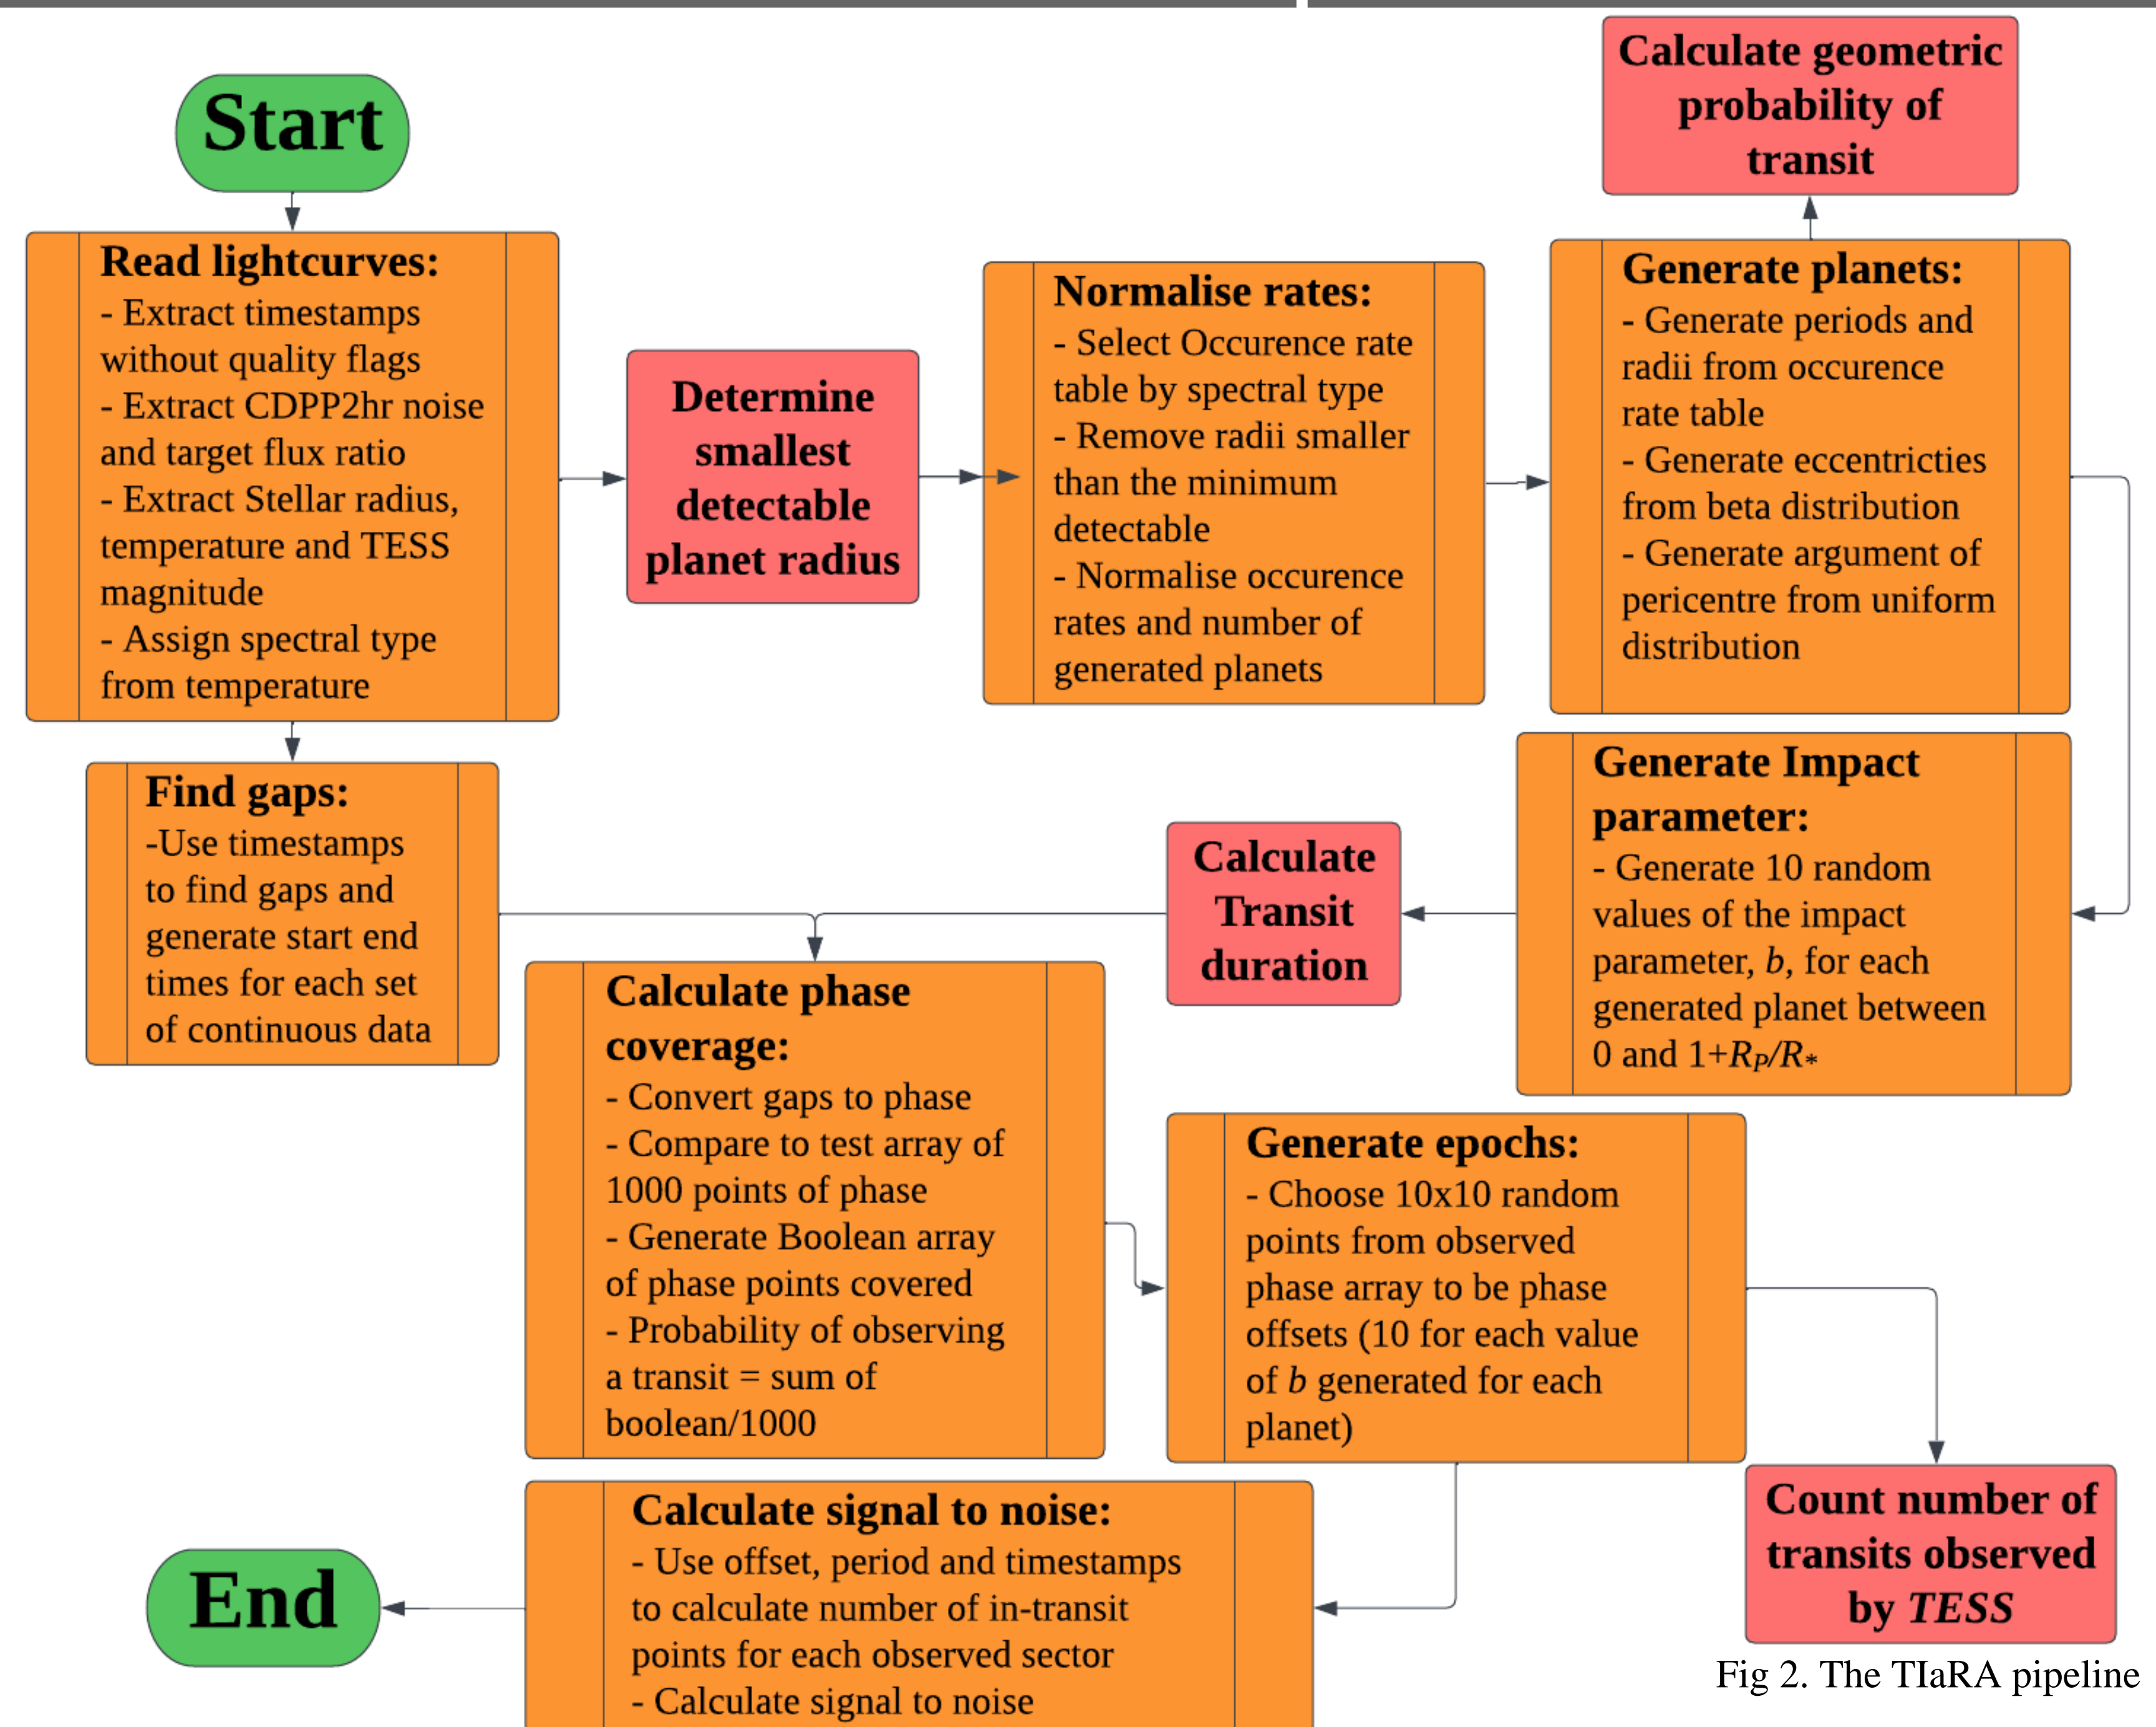 Start
Read lightcurves:
- Extract timestamps
without quality flags
- Extract CDPP2hr noise
and target flux ratio
- Extract Stellar radius,
temperature and TESS
magnitude
- Assign spectral type
from temperature
Determine
smallest
detectable
planet radius
Normalise rates:
- Select Occurence rate
table by spectral type
- Remove radii smaller
than the minimum
detectable
- Normalise occurence
rates and number of
generated planets
Generate planets:
- Generate periods and
radii from occurence
rate table
- Generate eccentricties
from beta distribution
- Generate argument of
pericentre from uniform
distribution
Calculate geometric
probability of
transit
Generate Impact
parameter:
- Generate 10 random
values of the impact
parameter, b, for each
generated planet between
0 and 1+RP/R*
Calculate
Transit
duration
Find gaps:
-Use timestamps
to find gaps and
generate start end
times for each set
of continuous data
Calculate phase
coverage:
- Convert gaps to phase
- Compare to test array of
1000 points of phase
- Generate Boolean array
of phase points covered
- Probability of observing
a transit = sum of
boolean/1000
Generate epochs:
- Choose 10x10 random
points from observed
phase array to be phase
offsets (10 for each value
of b generated for each
planet)
Count number of
transits observed
by TESS
Calculate signal to noise:
- Use offset, period and timestamps
to calculate number of in-transit
points for each observed sector
- Calculate signal to noise
End
Fig 2. The TIaRA pipeline